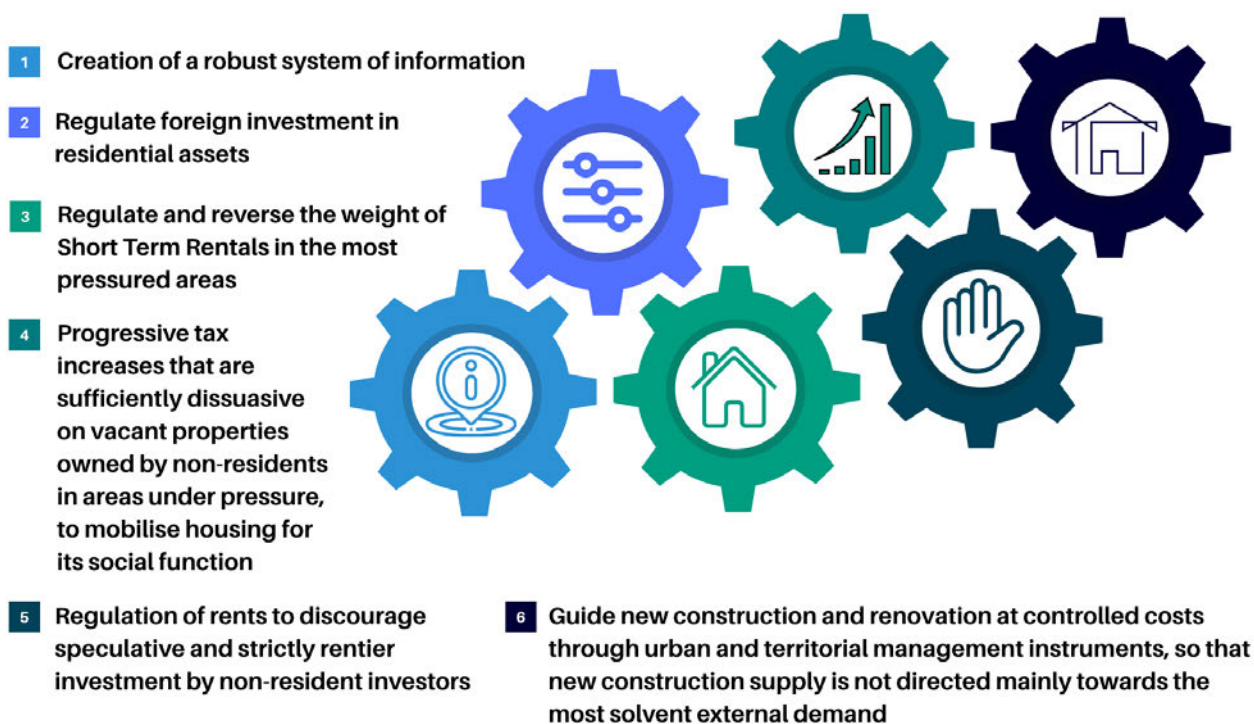 1 Creation of a robust system of information
2 Regulate foreign investment in
residential assets
3 Regulate and reverse the weight of
Short Term Rentals in the most
pressured areas
4 Progressive tax
increases that are
sufficiently dissuasive
on vacant properties
owned by non-residents
in areas under pressure,
to mobilise housing for
its social function
5 Regulation of rents to discourage
speculative and strictly rentier
investment by non-resident investors
6 Guide new construction and renovation at controlled costs
through urban and territorial management instruments, so that
new construction supply is not directed mainly towards the
most solvent external demand